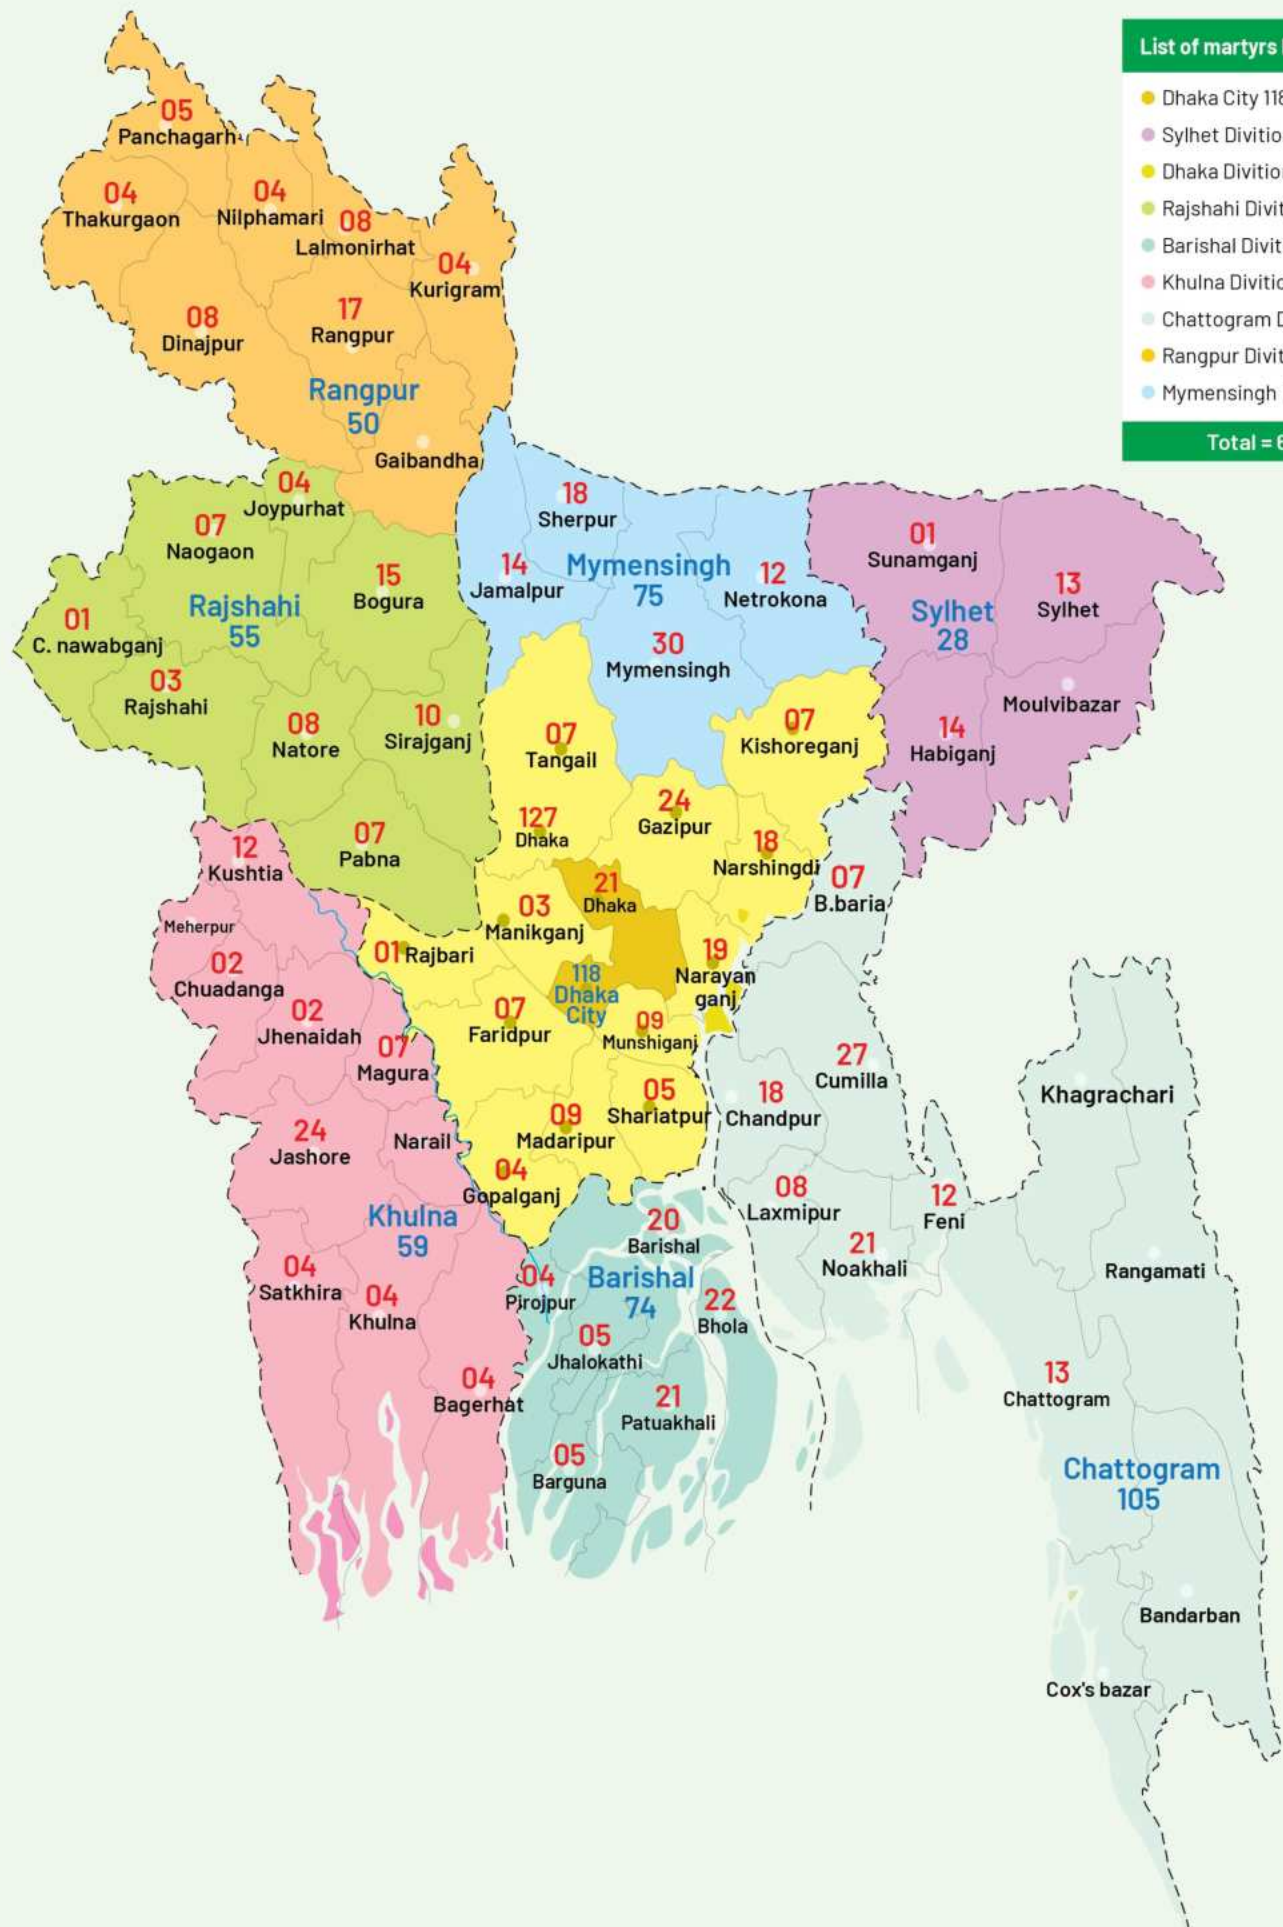 List of martyrs
Dhaka City 118
Sylhet Divitio
Dhaka Divition
Rajshahi Divit
Barishal Divit
Khulna Divitio
Chattogram D
Rangpur Divit
Mymensingh
Total = 6
05
Panchagarh
04
Thakurgaon
04
Nilphamari
08
Lalmonirhat
04
Kurigram
08
Dinajpur
17
Rangpur
Rangpur
50
Gaibandha
04
Joypurhat
07
Naogaon
15
Bogura
Rajshahi
55
01
C. nawabganj
03
Rajshahi
08
Natore
10
Sirajganj
07
Pabna
18
Sherpur
14
Jamalpur
Mymensingh
75
12
Netrokona
30
Mymensingh
01
Sunamganj
13
Sylhet
Sylhet
28
Moulvibazar
14
Habiganj
07
Tangail
07
Kishoreganj
127
Dhaka
24
Gazipur
18
Narshingdi
21
Dhaka
03
Manikganj
01 Rajbari
118
Dhaka
City
19
Narayan
ganj
07
Faridpur
09
Munshiganj
05
Shariatpur
09
Madaripur
04
Gopalganj
12
Kushtia
Meherpur
02
Chuadanga
02
Jhenaidah
07
Magura
24
Jashore
Narail
Khulna
59
04
Satkhira
04
Khulna
04
Bagerhat
20
Barishal
04
Pirojpur
Barishal
74
22
Bhola
05
Jhalokathi
21
Patuakhali
05
Barguna
07
B.baria
27
Cumilla
18
Chandpur
08
Laxmipur
12
Feni
21
Noakhali
Khagrachari
Rangamati
13
Chattogram
Chattogram
105
Bandarban
Cox's bazar